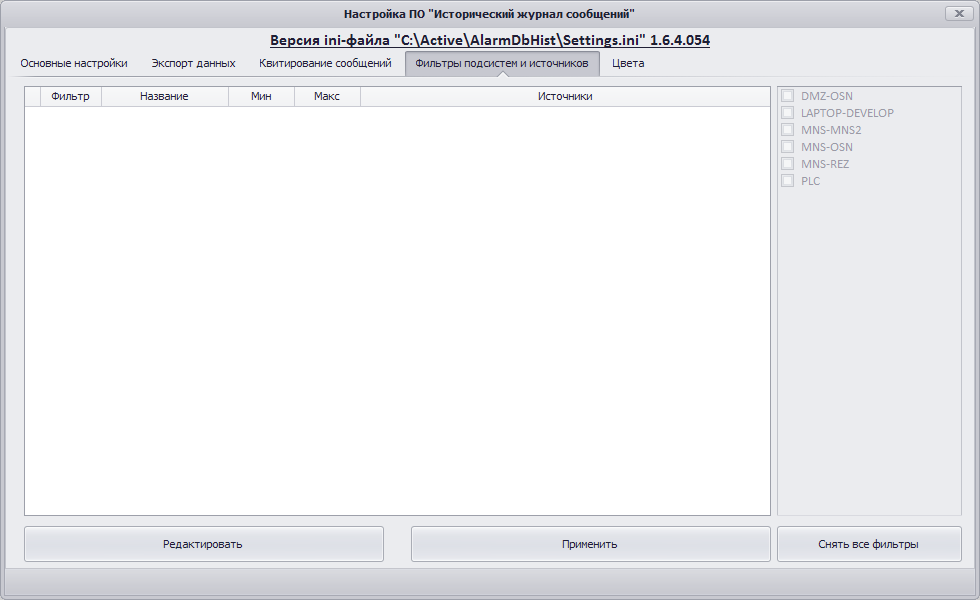 Настройка ПО "Исторический журнал сообщений"
Версия ini-файла "C:\Active\AlarmDbHist\Settings.ini" 1.6.4.054
Основные настройки Экспорт данных Квитирование сообщений Фильтры подсистем и источников Цвета
Фильтр Название Мин Макс Источники
DMZ-OSN
LAPTOP-DEVELOP
MNS-MNS2
MNS-OSN
MNS-REZ
PLC
Редактировать Применить Снять все фильтры